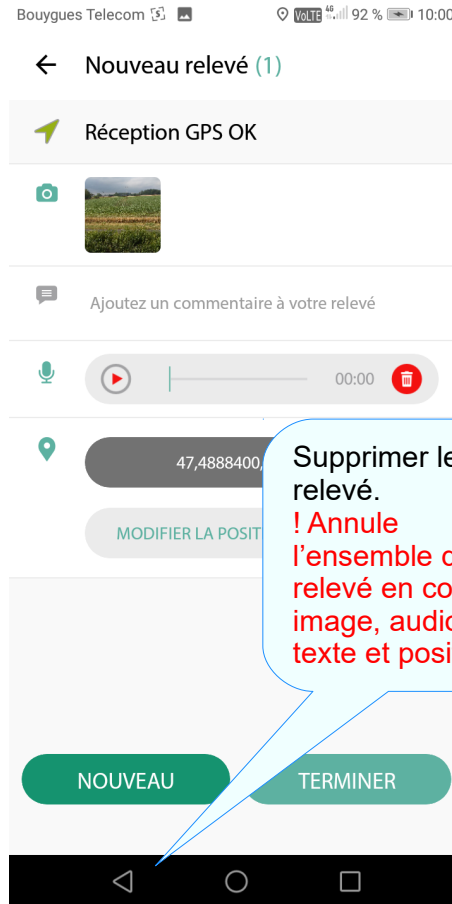 Bouygues Telecom 92 % 10:00
Nouveau relevé (1)
Réception GPS OK
Ajoutez un commentaire à votre relevé
00:00
47,4888400,
MODIFIER LA POSIT
Supprimer le
relevé.
! Annule
l’ensemble
relevé en co
image, audio
texte et posi
NOUVEAU TERMINER